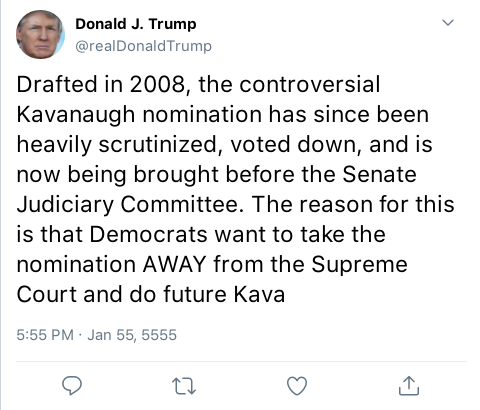 Donald J. Trump
@realDonaldTrump
Drafted in 2008, the controversial
Kavanaugh nomination has since been
heavily scrutinized, voted down, and is
now being brought before the Senate
Judiciary Committee. The reason for this
is that Democrats want to take the
nomination AWAY from the Supreme
Court and do future Kava
5:55 PM · Jan 55, 5555